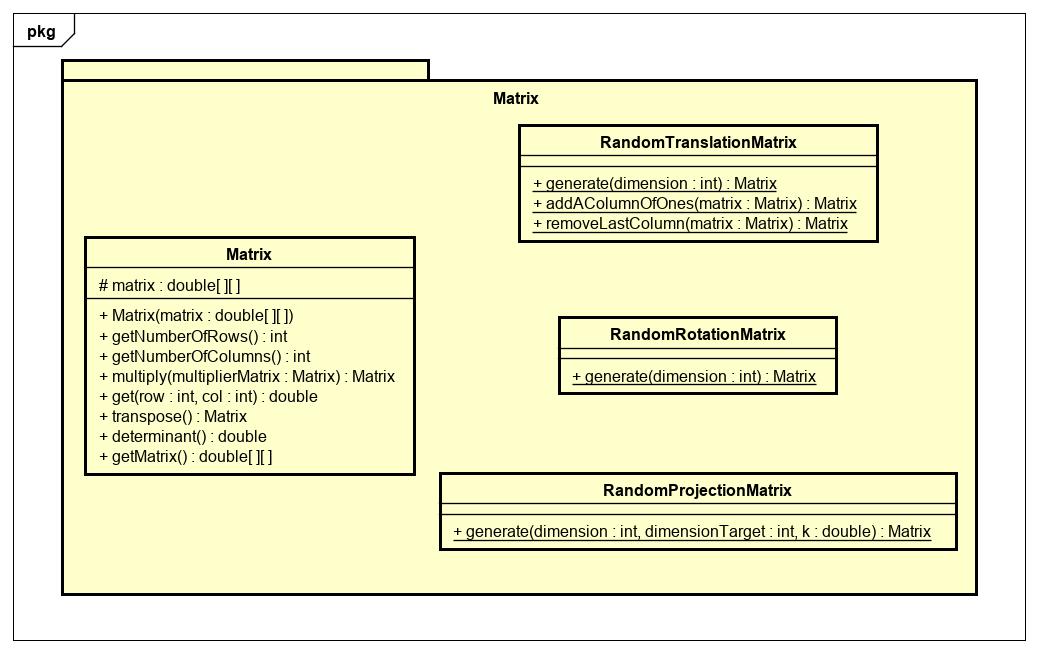 pkg
Matrix
RandomTranslationMatrix
+ generate(dimension : int) : Matrix
+ addAColumnOfOnes(matrix : Matrix) : Matrix
+ removeLastColumn(matrix : Matrix) : Matrix
Matrix
# matrix : double[ ][ ]
+ Matrix(matrix : double[ ][ ])
+ getNumberOfRows() : int
+ getNumberOfColumns() : int
+ multiply(multiplierMatrix : Matrix) : Matrix
+ get(row : int, col : int) : double
+ transpose() : Matrix
+ determinant() : double
+ getMatrix() : double[ ][ ]
RandomRotationMatrix
+ generate(dimension : int) : Matrix
RandomProjectionMatrix
+ generate(dimension : int, dimensionTarget : int, k : double) : Matrix